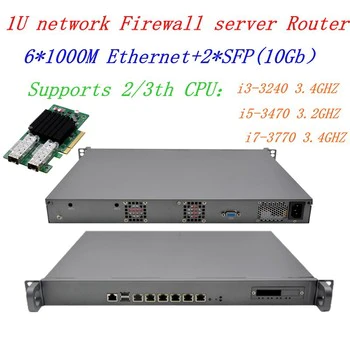 1U network Firewall server Router
6*1000M Ethernet+2*SFP(10Gb)
Supports 2/3th CPU: i3-3240 3.4GHZ
i5-3470 3.2GHZ
i7-3770 3.4GHZ